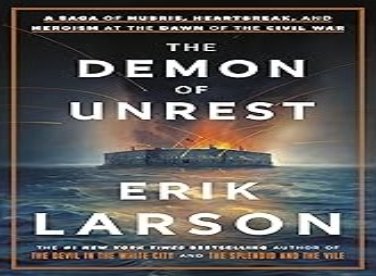 A SAGA OF HUBRIS, HEARTBREAK, AND
HEROISM AT THE DAWN OF THE CIVIL WAR
THE
DEMON
OF
UNREST
ERIK
LARSON
THE #1 NEW YORK TIMES BESTSELLING AUTHOR OF
THE DEVIL IN THE WHITE CITY AND THE SPLENDID AND THE VILE